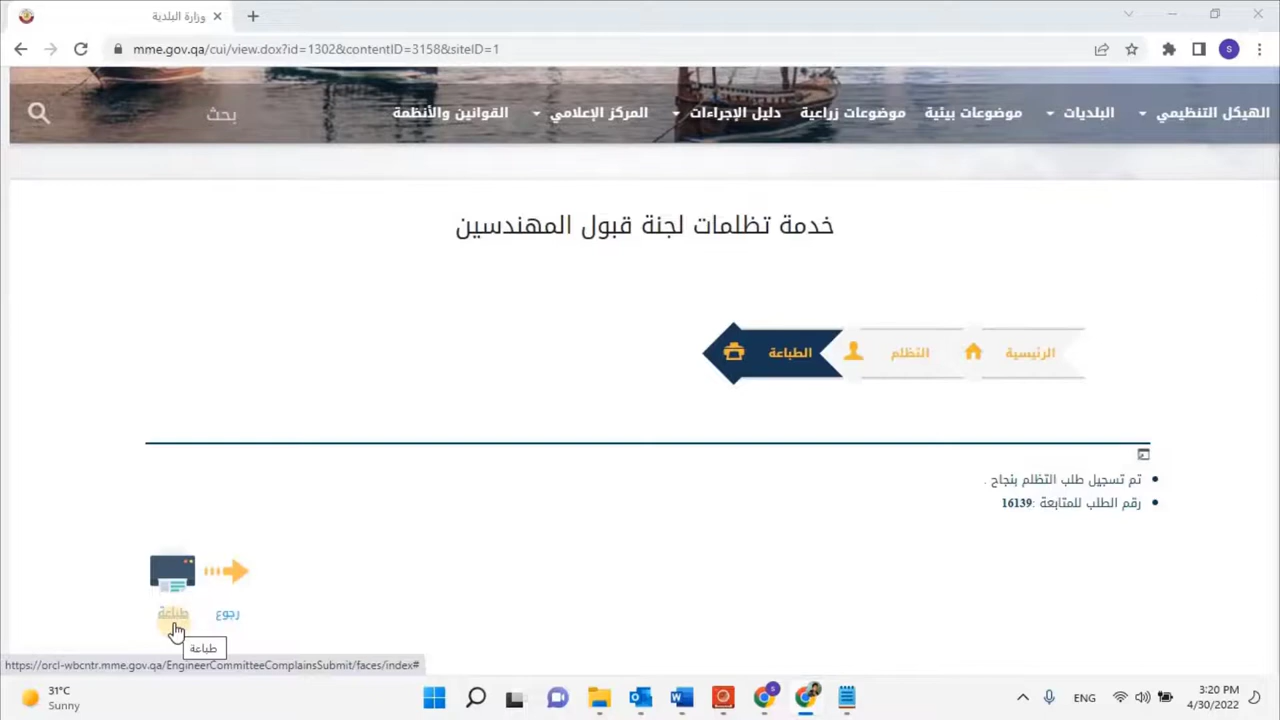 وزارة البلدية
mme.gov.qa/cui/view.dox?id=1302&contentID=3158&siteID=1
S
الهيكل التنظيمي البلديات موضوعات بيئية موضوعات زراعية دليل الإجراءات المركز الإعلامي القوانين والأنظمة بحث
خدمة تظلمات لجنة قبول المهندسين
الرئيسية التظلم الطباعة
تم تسجيل طلب التظلم بنجاح .
رقم الطلب للمتابعة :16139
رجوع طباعة
طباعة
https://orcl-wbcntr.mme.gov.qa/EngineerCommitteeComplainsSubmit/faces/index#
31°C
Sunny
ENG
3:20 PM
4/30/2022